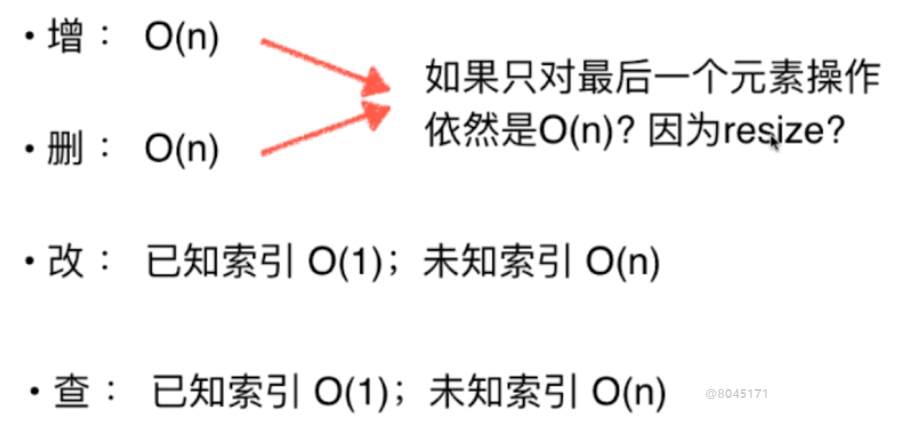 • 增： O(n)
如果只对最后一个元素操作
依然是O(n)? 因为resize?
• 删： O(n)
• 改： 已知索引 O(1)；未知索引 O(n)
• 查： 已知索引 O(1)；未知索引 O(n)
@8045171